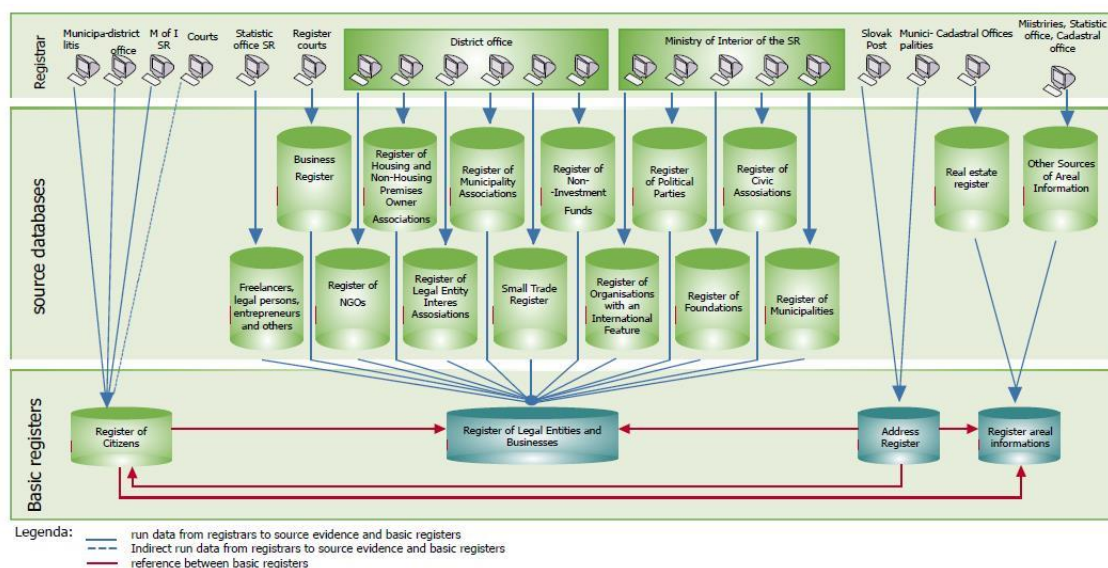 Registrar
Municipa-
litis
district
office
M of I
SR
Courts
Statistic
office SR
Register
courts
District office
Ministry of Interior of the SR
Slovak
Post
Munici-
palities
Cadastral Offices
Miistriries, Statistic
office, Cadastral
office
source databases
Business
Register
Register of
Housing and
Non-Housing
Premises
Owner
Associations
Register of
Municipality
Associations
Register of
Non-
-Investment
Funds
Register
of Political
Parties
Register of
Civic
Assosiations
Real estate
register
Other Sources
of Areal
Information
Freelancers,
legal persons,
entrepreneurs
and others
Register of
NGOs
Register of
Legal Entity
Interes
Assosiations
Small Trade
Register
Register of
Organisations
with an
International
Feature
Register of
Foundations
Register of
Municipalities
Basic registers
Register of
Citizens
Register of Legal Entities and
Businesses
Address
Register
Register areal
informations
Legenda:
run data from registrars to source evidence and basic registers
Indirect run data from registrars to source evidence and basic registers
reference between basic registers